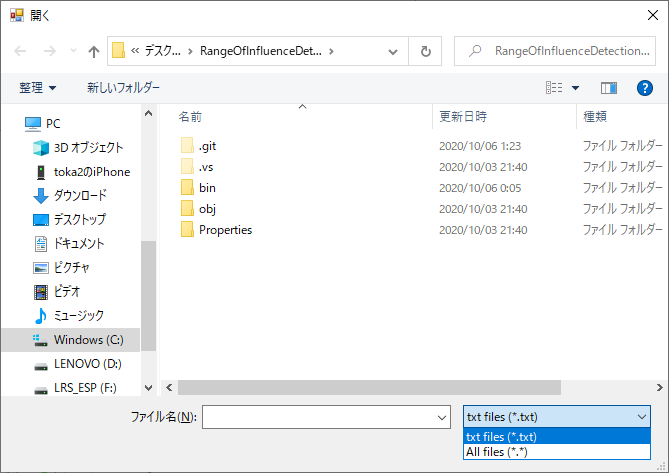 開く
« デスク... › RangeOfInfluenceDet... ›
RangeOfInfluenceDetection...
整理 新しいフォルダー
名前 更新日時 種類
PC
3D オブジェクト
toka2のiPhone
ダウンロード
デスクトップ
ドキュメント
ピクチャ
ビデオ
ミュージック
Windows (C:)
LENOVO (D:)
LRS_ESP (F:)
.git 2020/10/06 1:23 ファイル フォルダー
.vs 2020/10/03 21:40 ファイル フォルダー
bin 2020/10/06 0:05 ファイル フォルダー
obj 2020/10/03 21:40 ファイル フォルダー
Properties 2020/10/03 21:40 ファイル フォルダー
ファイル名(N):
txt files (*.txt)
txt files (*.txt)
All files (*.*)